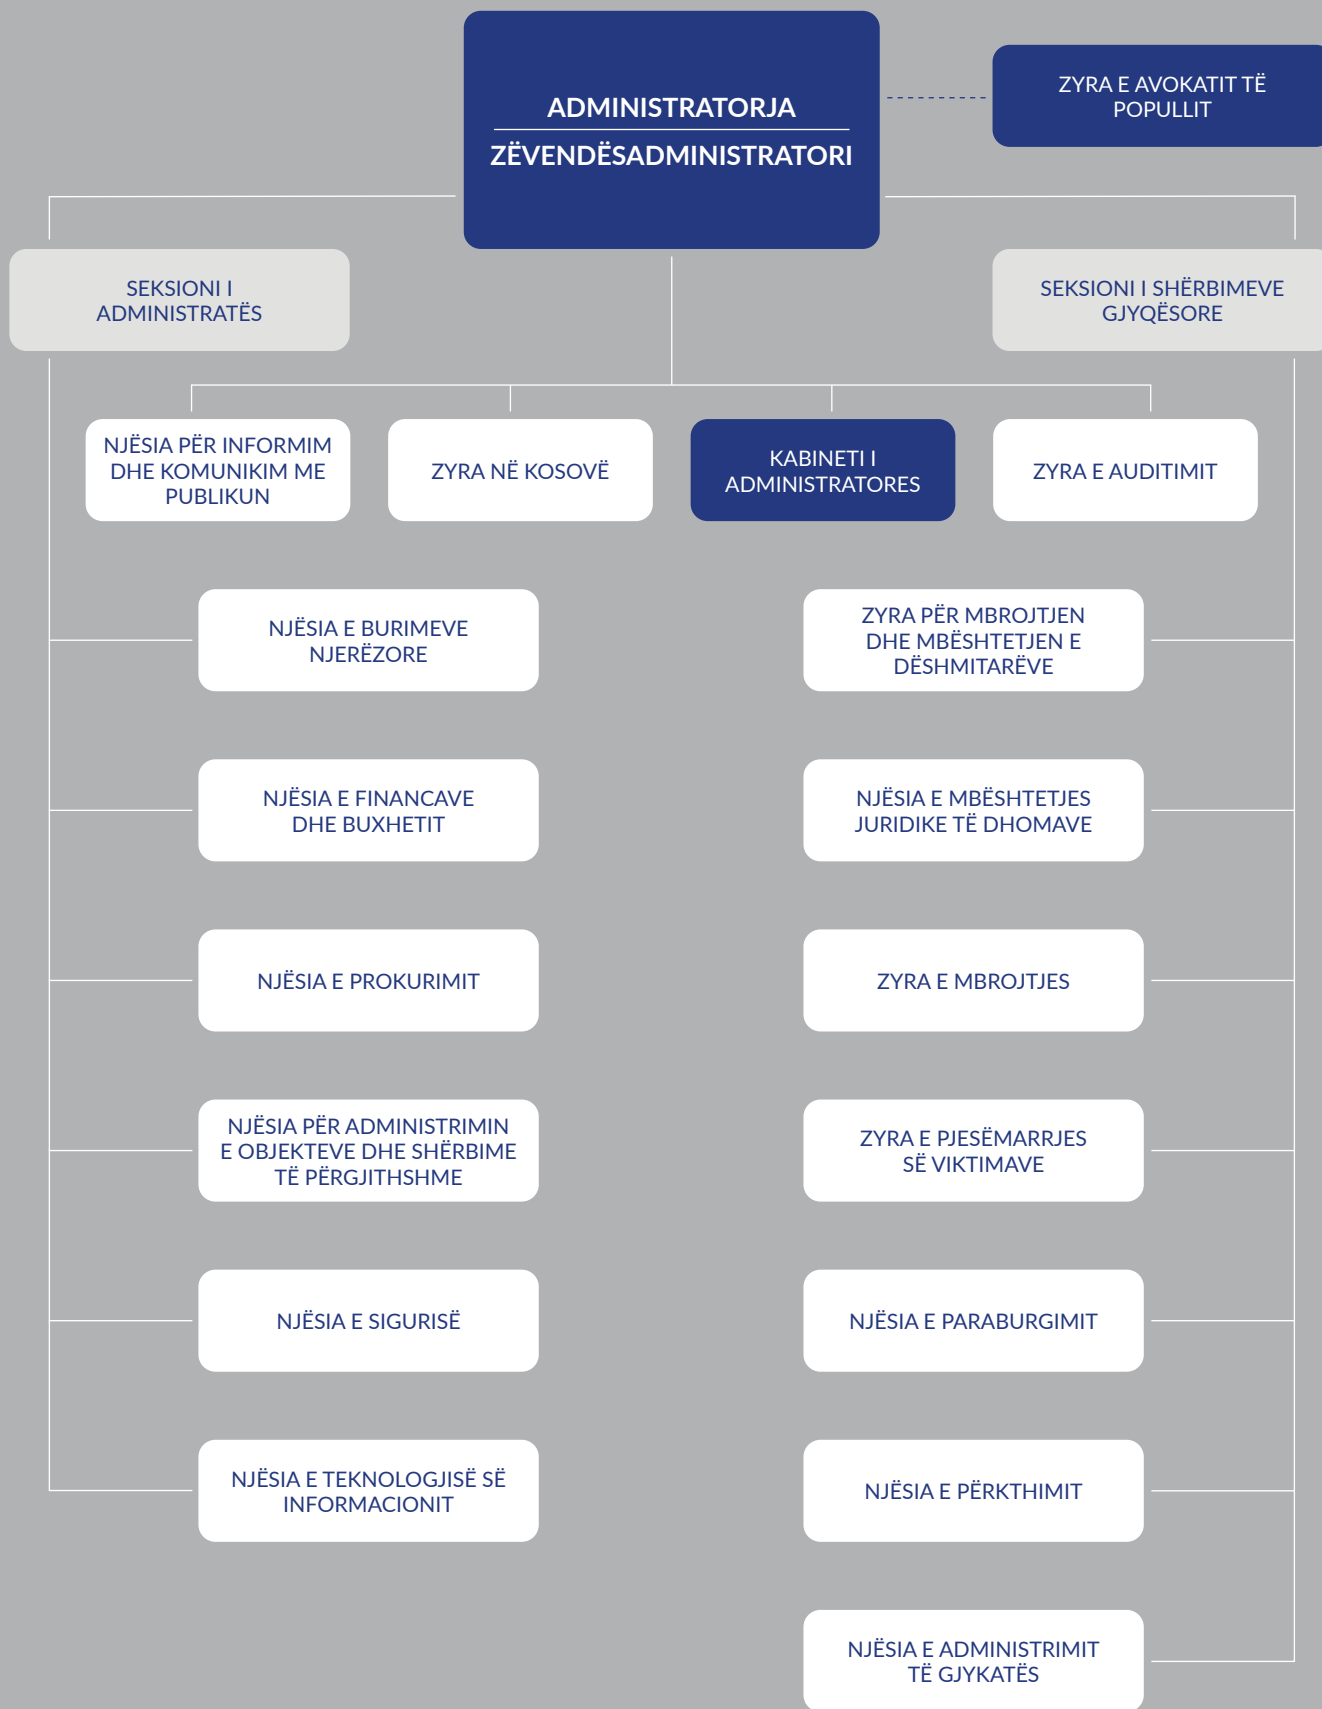 ADMINISTRATORJA
ZËVENDËSADMINISTRATORI
ZYRA E AVOKATIT TË
POPULLIT
SEKSIONI I
ADMINISTRATËS
SEKSIONI I SHËRBIMEVE
GJYQËSORE
NJËSIA PËR INFORMIM
DHE KOMUNIKIM ME
PUBLIKUN
ZYRA NË KOSOVË
KABINETI I
ADMINISTRATORES
ZYRA E AUDITIMIT
NJËSIA E BURIMEVE
NJERËZORE
ZYRA PËR MBROJTJEN
DHE MBËSHTETJEN E
DËSHMITARËVE
NJËSIA E FINANCAVE
DHE BUXHETIT
NJËSIA E MBËSHTETJES
JURIDIKE TË DHOMAVE
NJËSIA E PROKURIMIT
ZYRA E MBROJTJES
NJËSIA PËR ADMINISTRIMIN
E OBJEKTEVE DHE SHËRBIME
TË PËRGJITHSHME
ZYRA E PJESËMARRJES
SË VIKTIMAVE
NJËSIA E SIGURISË
NJËSIA E PARABURGIMIT
NJËSIA E TEKNOLOGJISË SË
INFORMACIONIT
NJËSIA E PËRKTHIMIT
NJËSIA E ADMINISTRIMIT
TË GJYKATËS